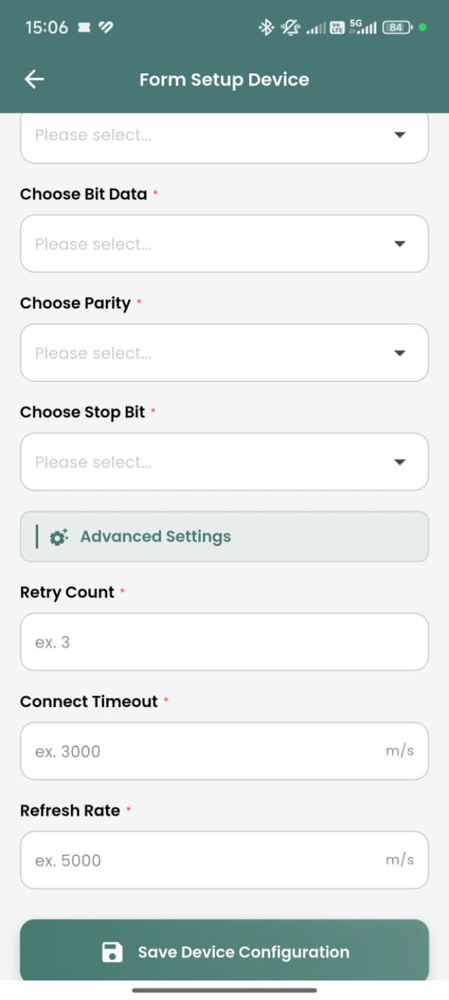 15:06
Vo
LTE
5G
84
Form Setup Device
Please select...
Choose Bit Data *
Please select...
Choose Parity *
Please select...
Choose Stop Bit *
Please select...
Advanced Settings
Retry Count *
ex. 3
Connect Timeout *
ex. 3000 m/s
Refresh Rate *
ex. 5000 m/s
Save Device Configuration